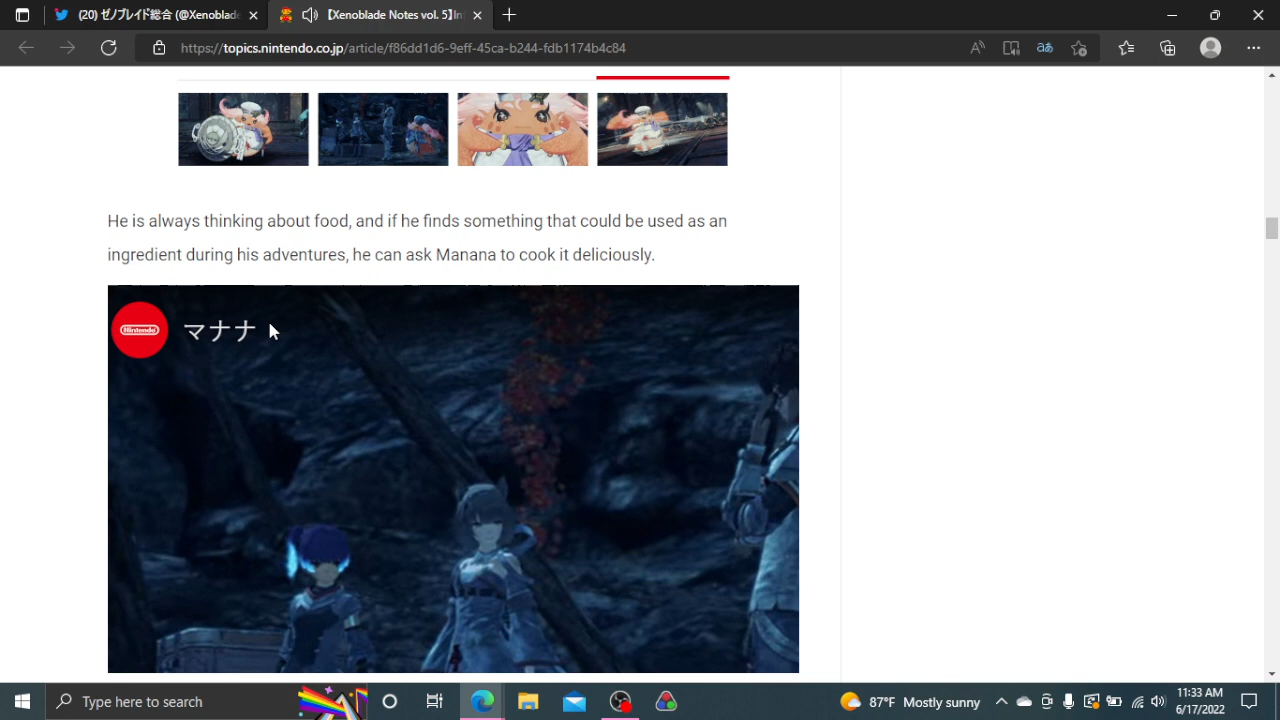 (20) ゼノブレイド総合 (@Xenoblade
【Xenoblade Notes vol. 5】In
https://topics.nintendo.co.jp/article/f86dd1d6-9eff-45ca-b244-fdb1174b4c84
He is always thinking about food, and if he finds something that could be used as an
ingredient during his adventures, he can ask Manana to cook it deliciously.
Nintendo
マナナ
Type here to search
87°F Mostly sunny
11:33 AM
6/17/2022